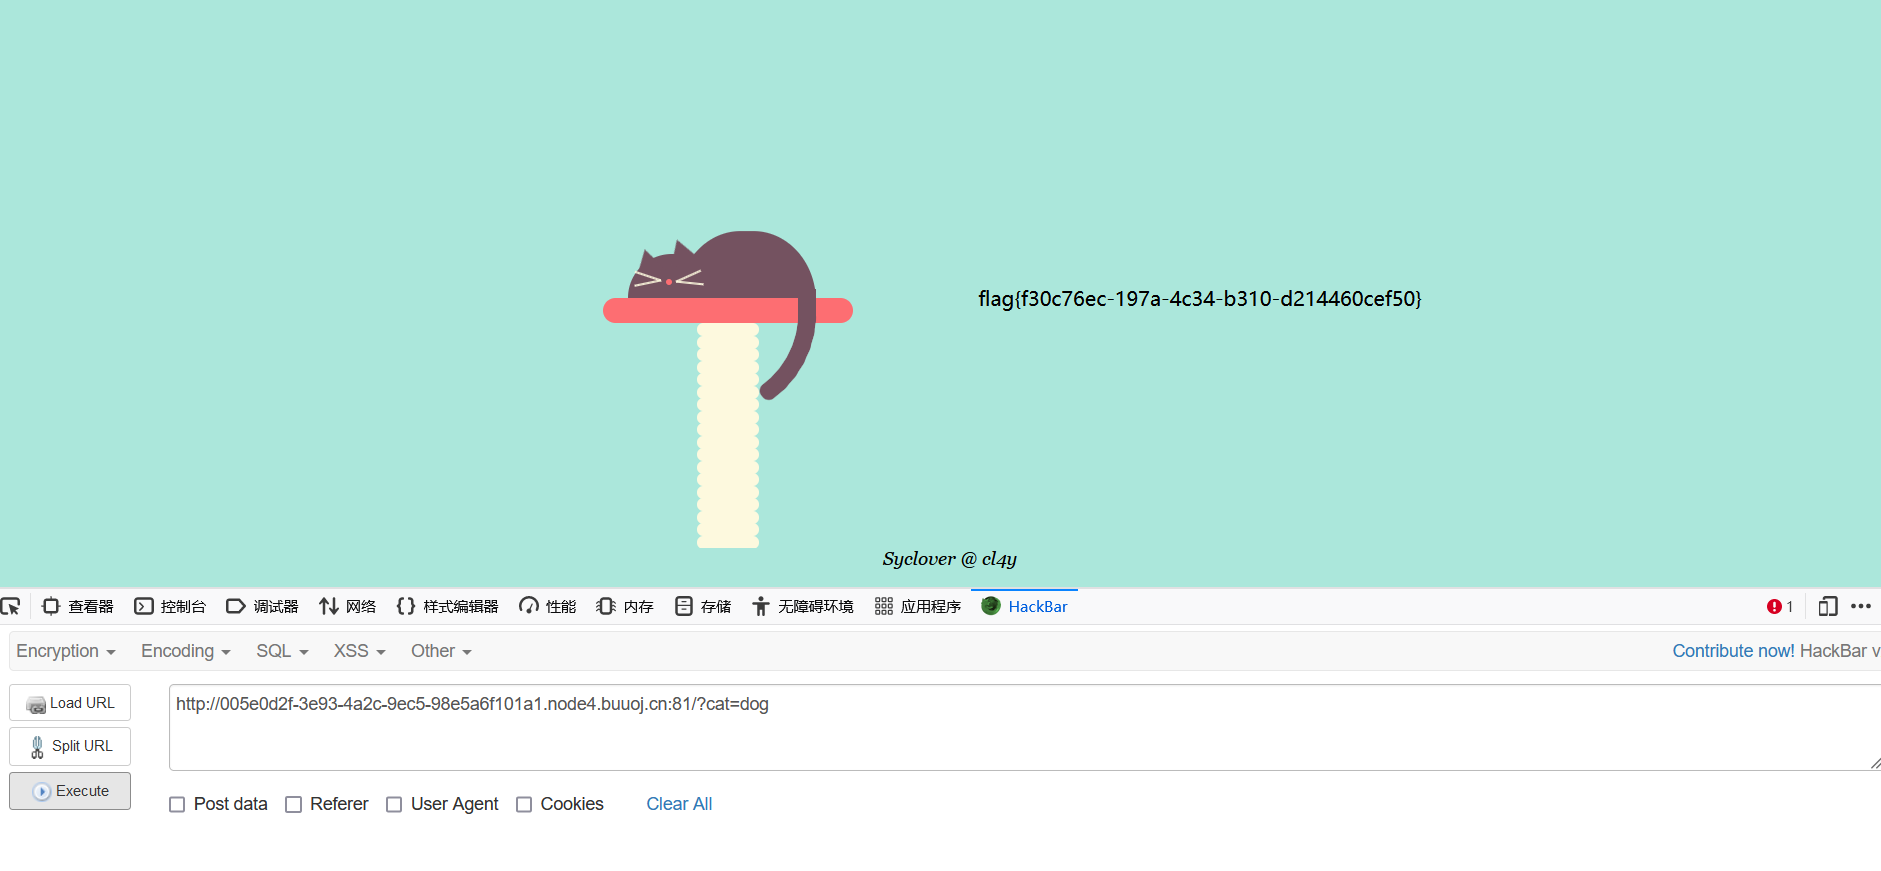 flag{f30c76ec-197a-4c34-b310-d214460cef50}
Syclover @ cl4y
查看器 控制台 调试器 网络 样式编辑器 性能 内存 存储 无障碍环境 应用程序 HackBar 1
Encryption Encoding SQL XSS Other Contribute now! HackBar v
Load URL http://005e0d2f-3e93-4a2c-9ec5-98e5a6f101a1.node4.buuoj.cn:81/?cat=dog
Split URL
Execute
Post data Referer User Agent Cookies Clear All